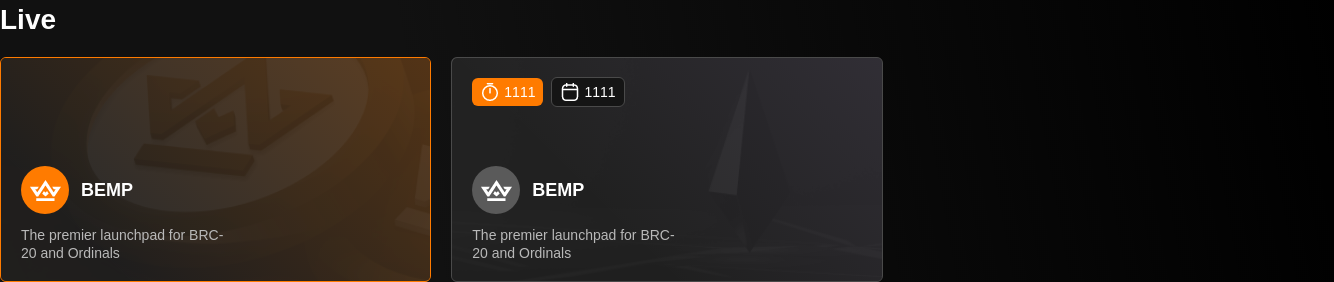 Live
BEMP
The premier launchpad for BRC-
20 and Ordinals
1111 1111
BEMP
The premier launchpad for BRC-
20 and Ordinals